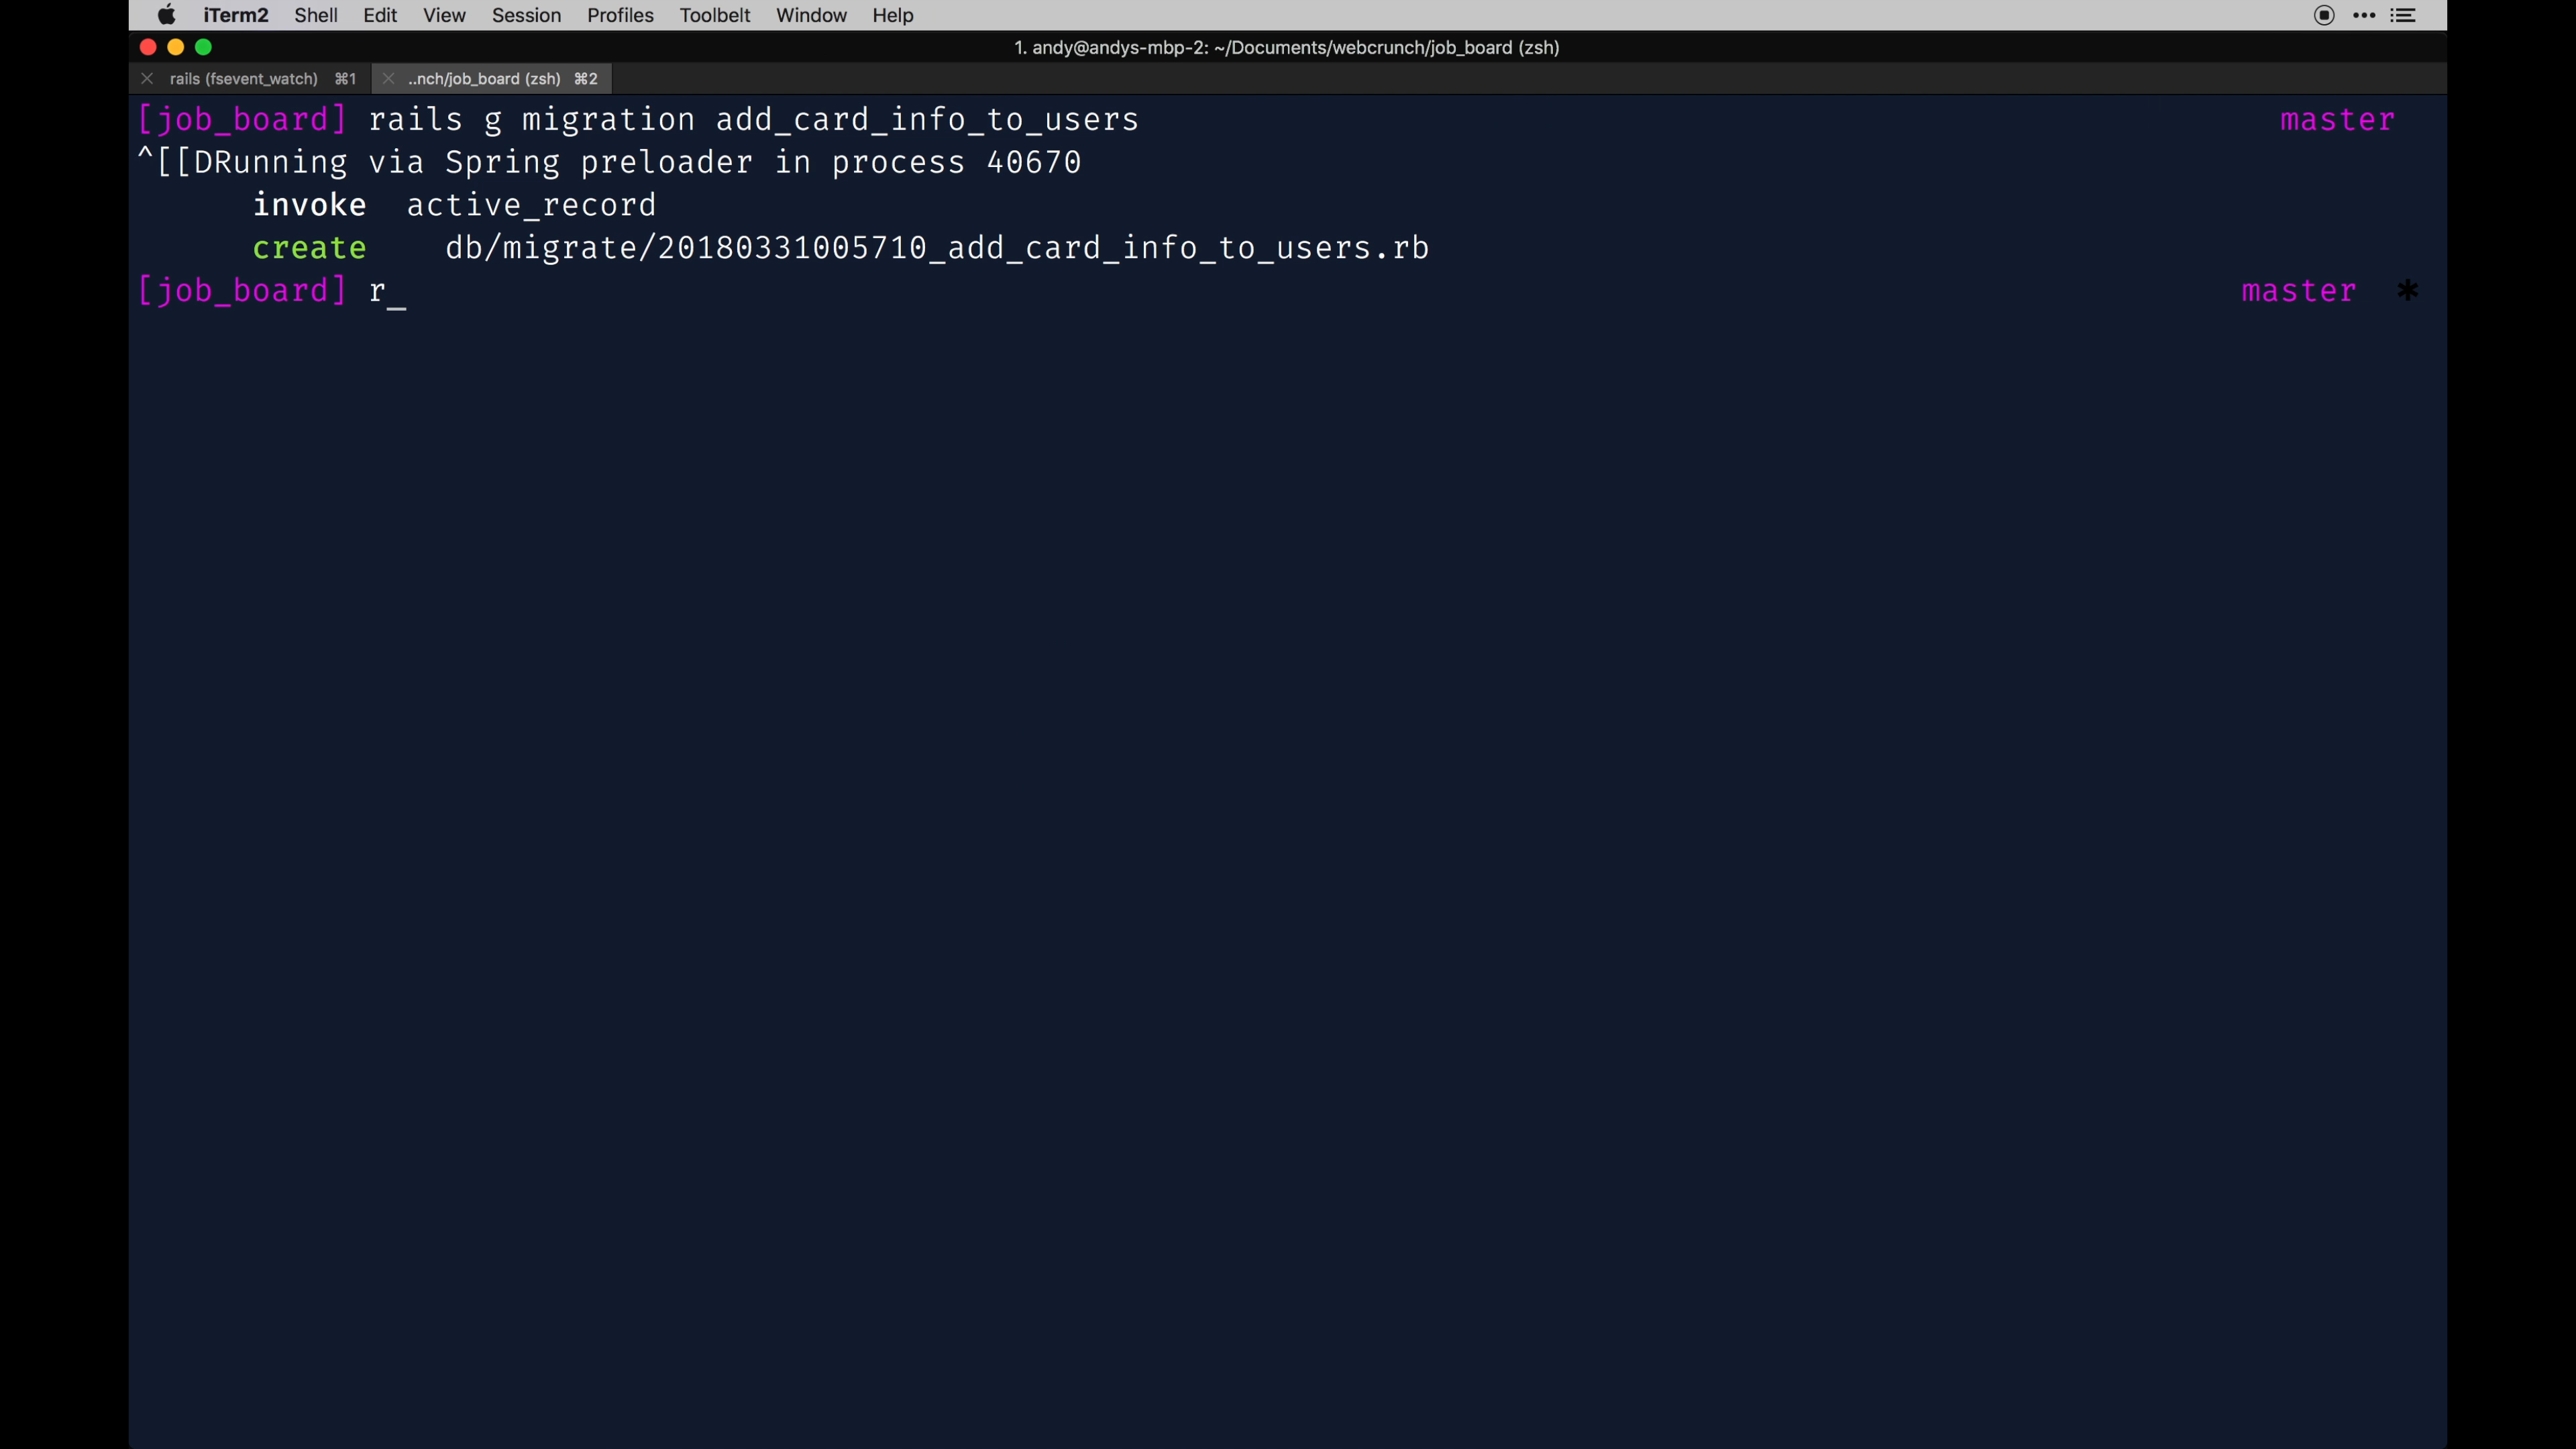 iTerm2 Shell Edit View Session Profiles Toolbelt Window Help
1. andy@andys-mbp-2: ~/Documents/webcrunch/job_board (zsh)
rails (fsevent_watch) ⌘1 ..nch/job_board (zsh) ⌘2
[job_board] rails g migration add_card_info_to_users master
^[[DRunning via Spring preloader in process 40670
invoke active_record
create db/migrate/20180331005710_add_card_info_to_users.rb
[job_board] r_ master *